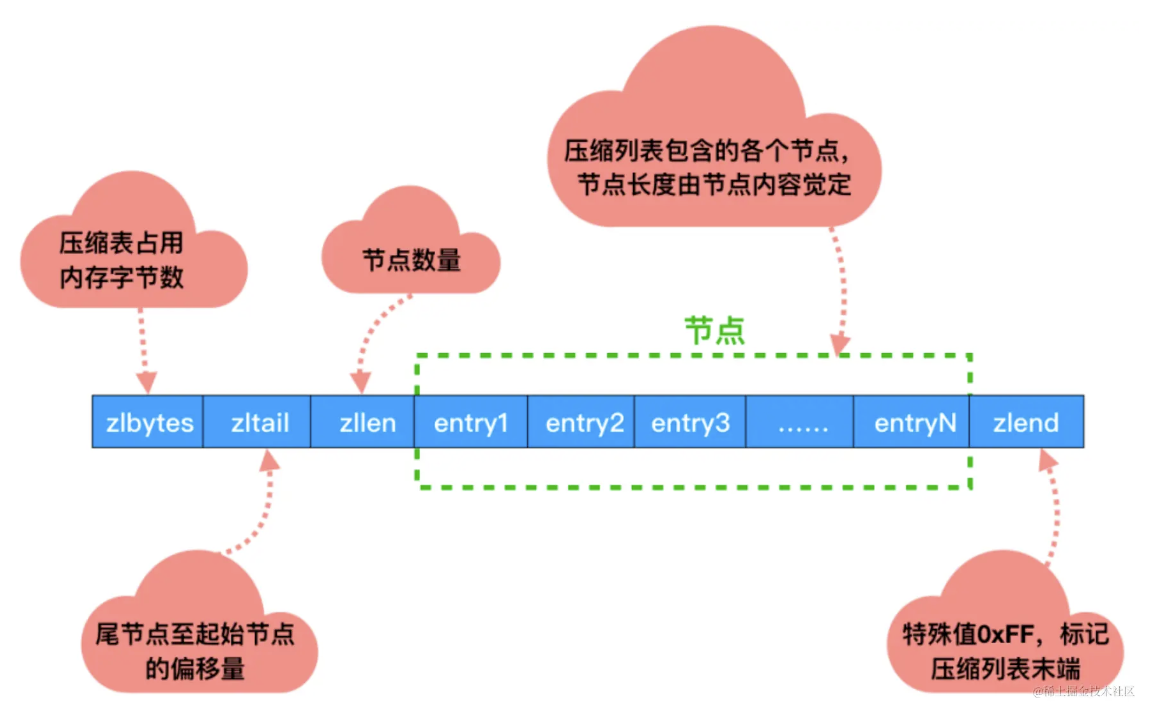 压缩列表包含的各个节点，
节点长度由节点内容觉定
压缩表占用
内存字节数
节点数量
节点
zlbytes zltail zllen entry1 entry2 entry3 …… entryN zlend
尾节点至起始节点
的偏移量
特殊值0xFF，标记
压缩列表末端
@稀土掘金技术社区